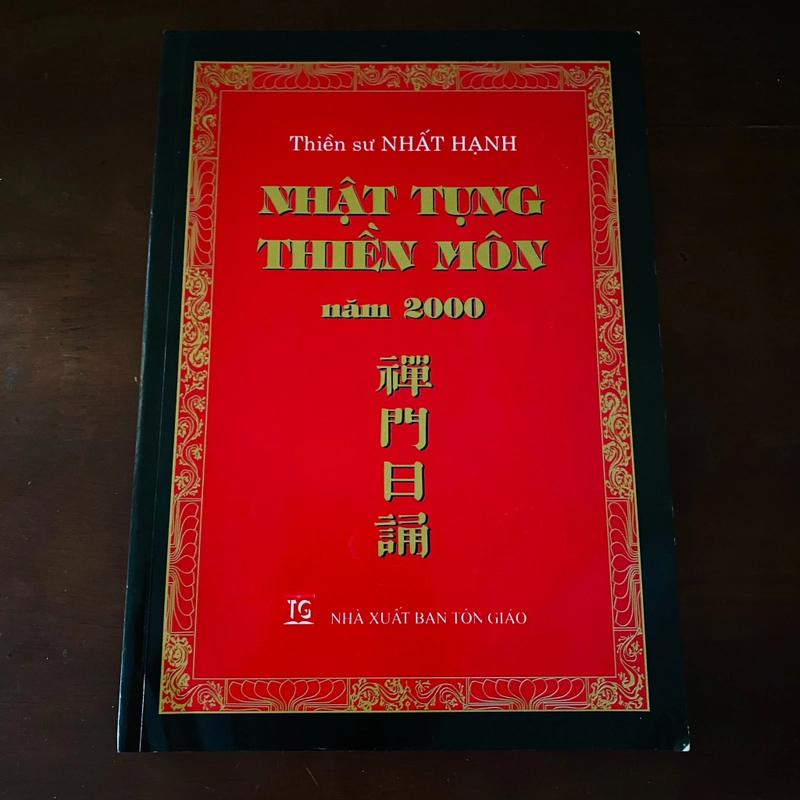 Thiền sư NHẤT HẠNH
NHẬT TỤNG
THIỀN MÔN
năm 2000
禪
門
日
誦
TG
NHÀ XUẤT BẢN TÔN GIÁO